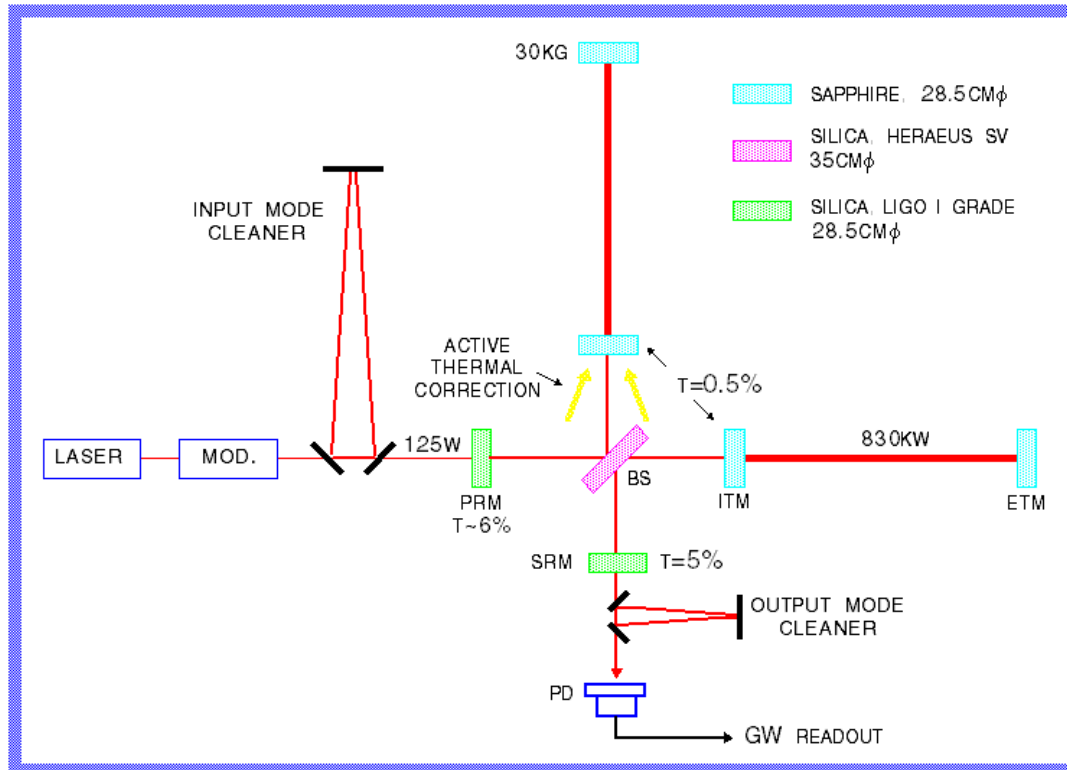 30KG
SAPPHIRE, 28.5CMϕ
SILICA, HERAEUS SV
35CMϕ
SILICA, LIGO I GRADE
28.5CMϕ
INPUT MODE
CLEANER
ACTIVE
THERMAL
CORRECTION
T=0.5%
LASER
MOD.
125W
PRM
T~6%
BS
ITM
830KW
ETM
SRM
T=5%
OUTPUT MODE
CLEANER
PD
GW READOUT